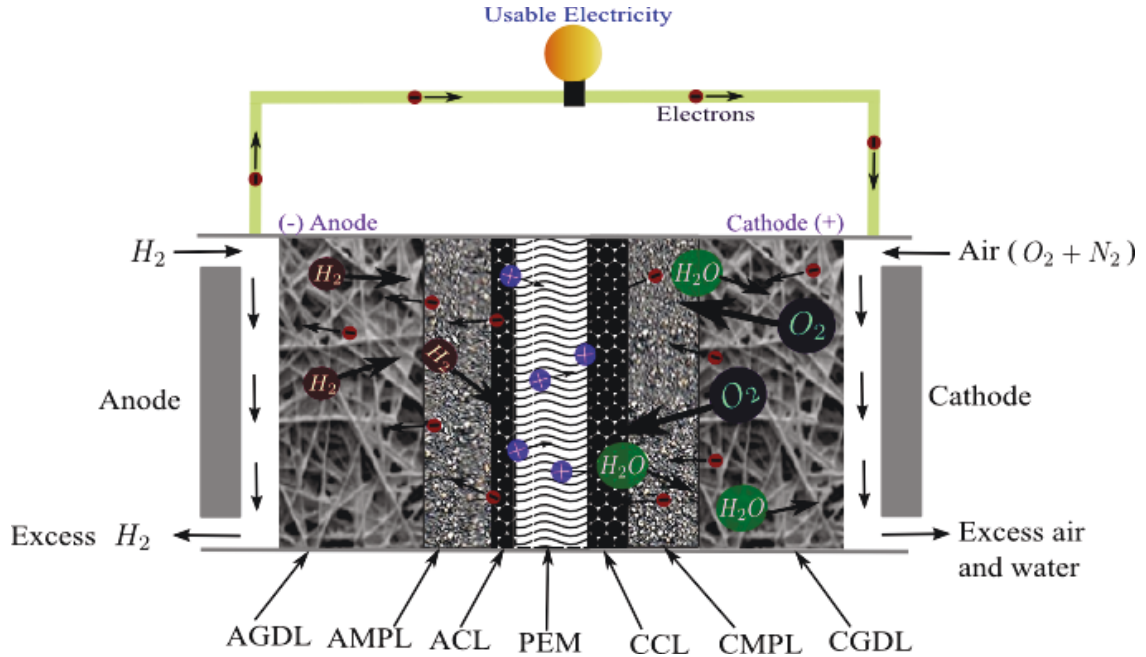 Usable Electricity
Electrons
(-) Anode
Cathode (+)
H₂
Air (O₂ + N₂)
H₂
H₂O
O₂
H₂
H₂
Anode
O₂
Cathode
H₂O
H₂O
Excess H₂
Excess air
and water
AGDL
AMPL
ACL
PEM
CCL
CMPL
CGDL